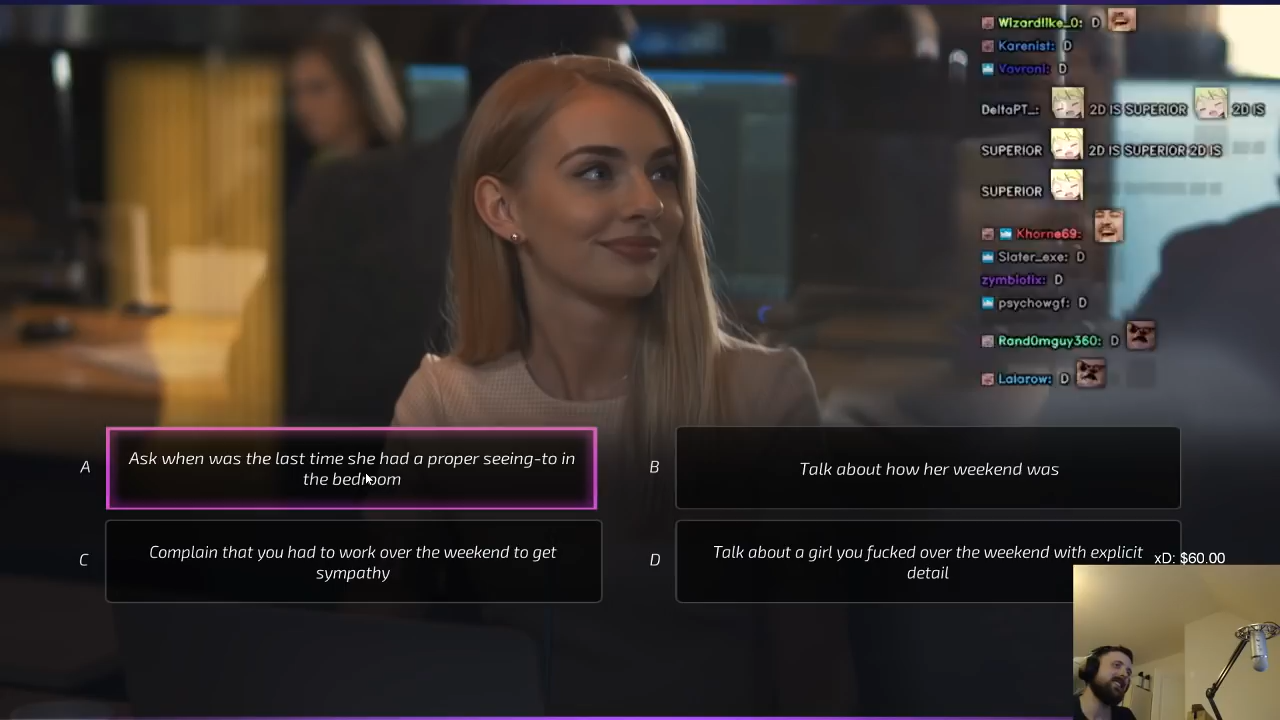 Wizardlike_0: D
Karenist: D
Vavroni: D
DeltaPT_: 2D IS SUPERIOR 2D IS
SUPERIOR 2D IS SUPERIOR 2D IS
SUPERIOR
Khorne69:
Slater_exe: D
zymbiotix: D
psychowgf: D
Rand0mguy360: D
Lalarow: D
A
Ask when was the last time she had a proper seeing-to in
the bedroom
B
Talk about how her weekend was
C
Complain that you had to work over the weekend to get
sympathy
D
Talk about a girl you fucked over the weekend with explicit
detail
xD: $60.00